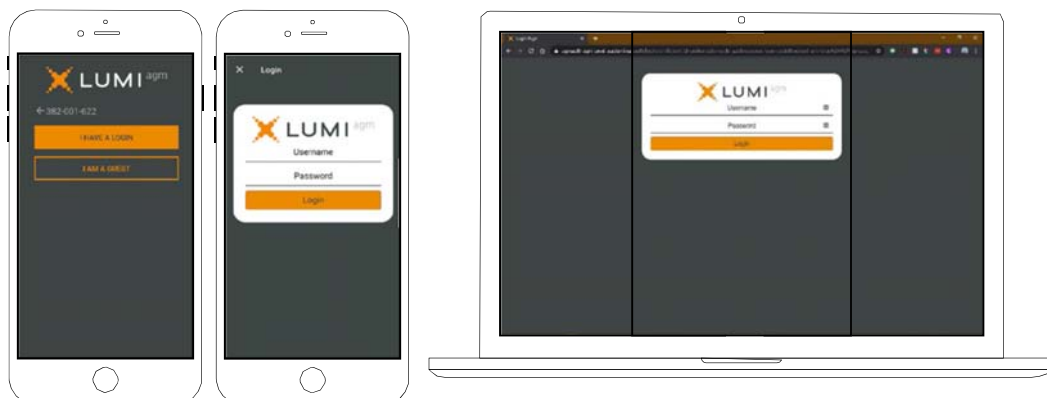 LUMI agm
382-001-622
I HAVE A LOGIN
I AM A GUEST
× Login
LUMI agm
Username
Password
Login
LUMI agm
Username
Password
Login